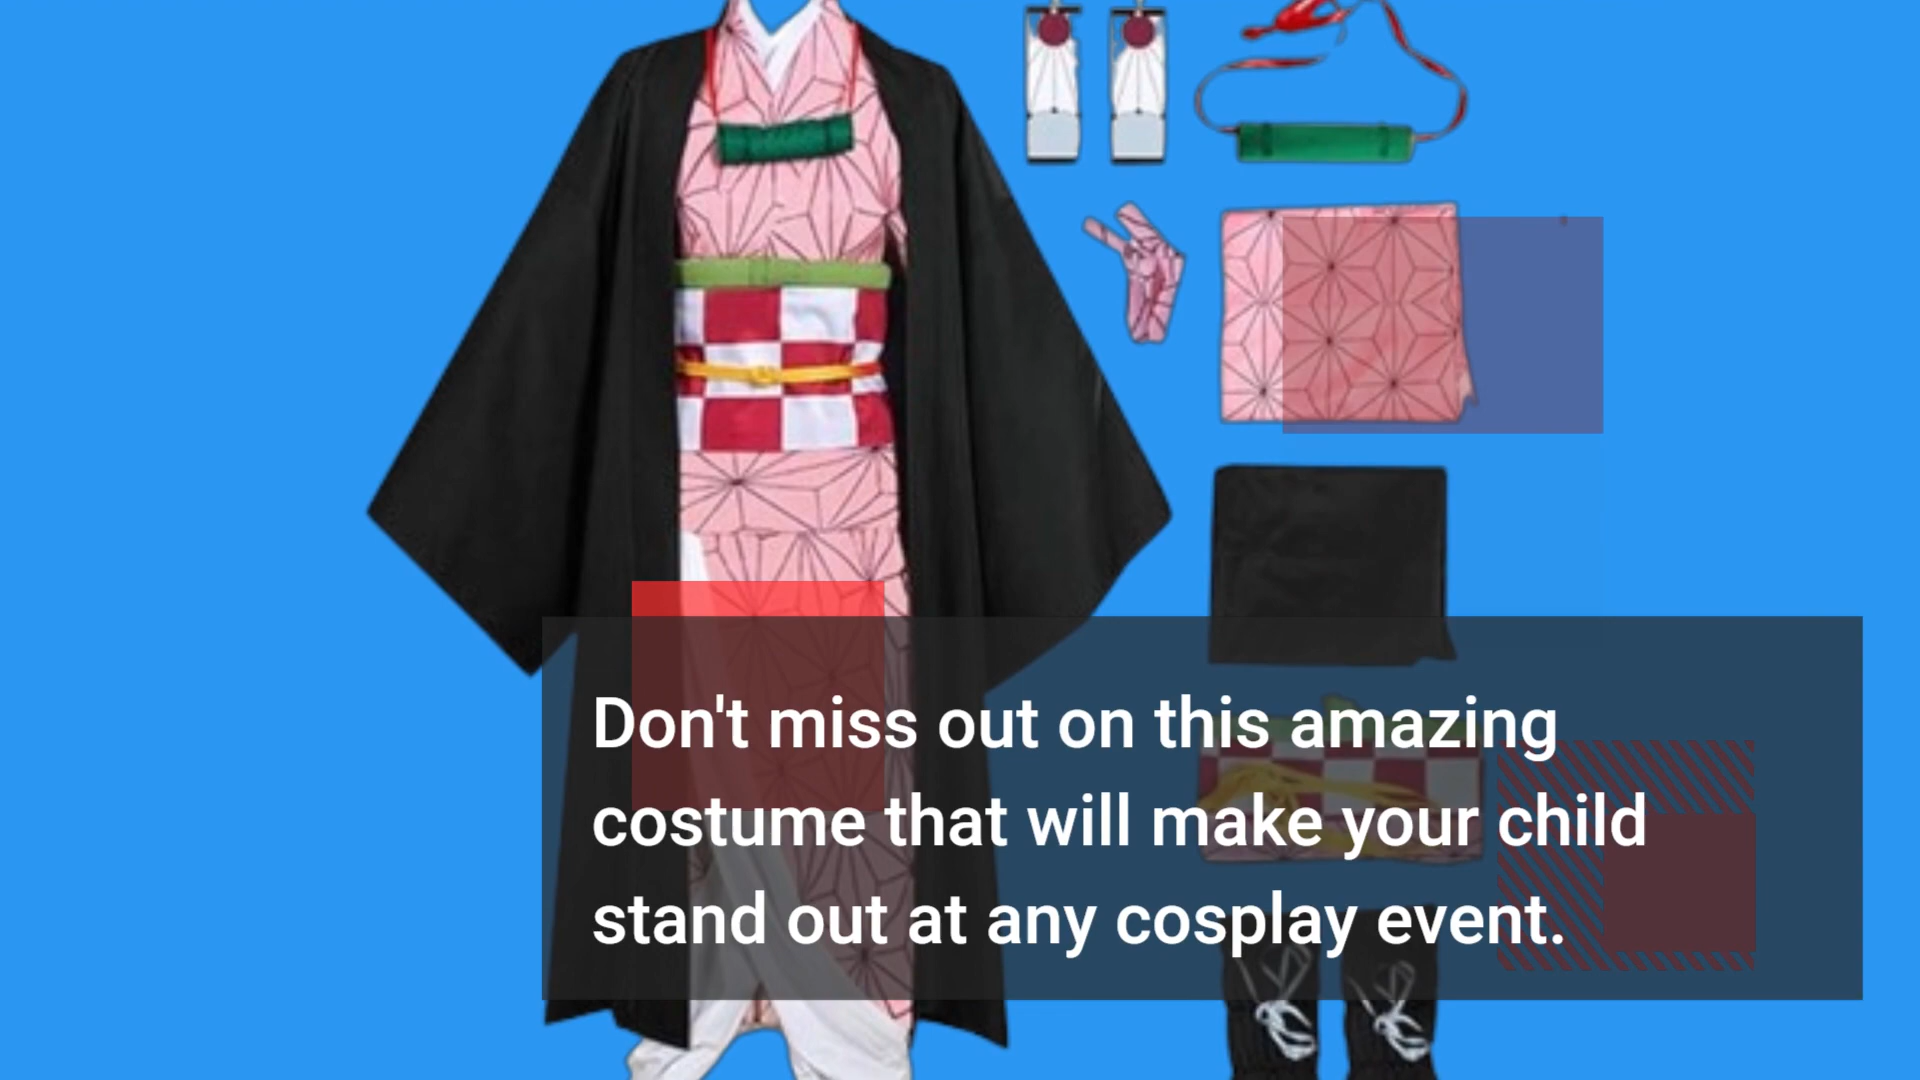 Don't miss out on this amazing
costume that will make your child
stand out at any cosplay event.